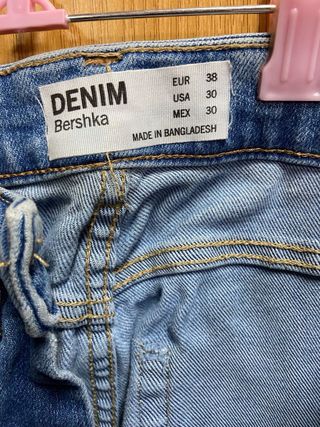 DENIM
Bershka
EUR 38
USA 30
MEX 30
MADE IN BANGLADESH